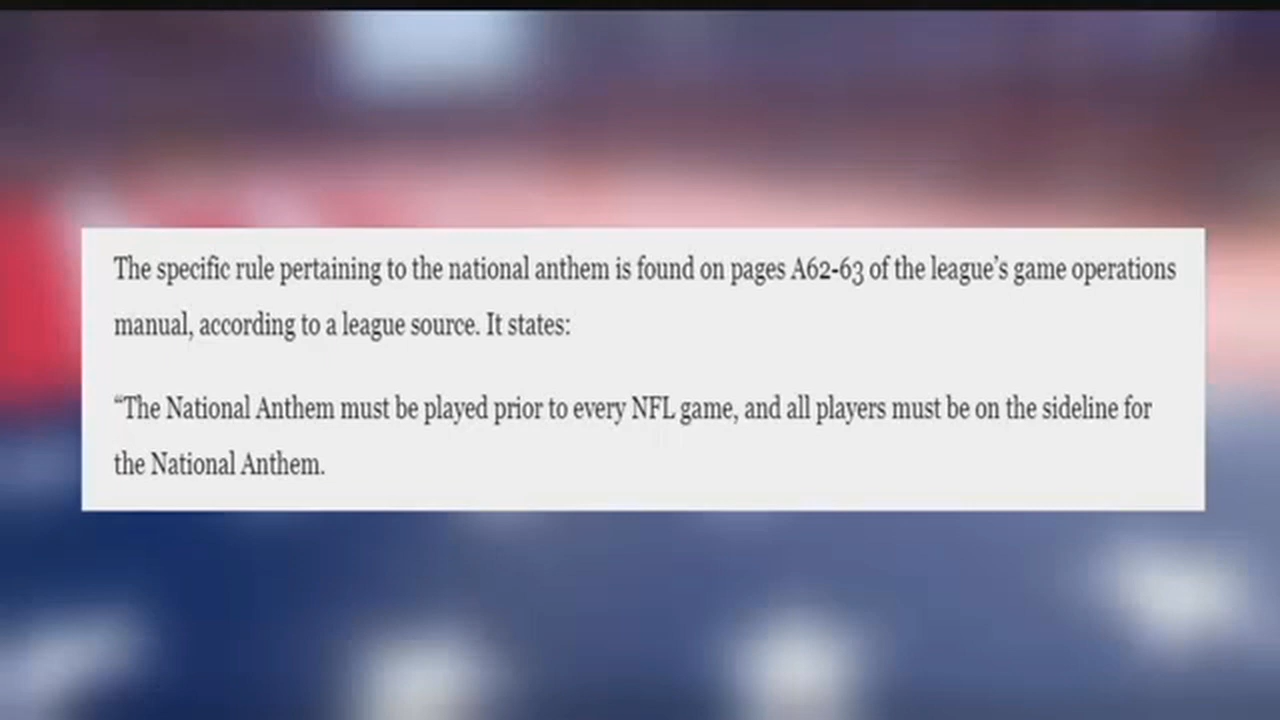 The specific rule pertaining to the national anthem is found on pages A62-63 of the league’s game operations
manual, according to a league source. It states:
“The National Anthem must be played prior to every NFL game, and all players must be on the sideline for
the National Anthem.